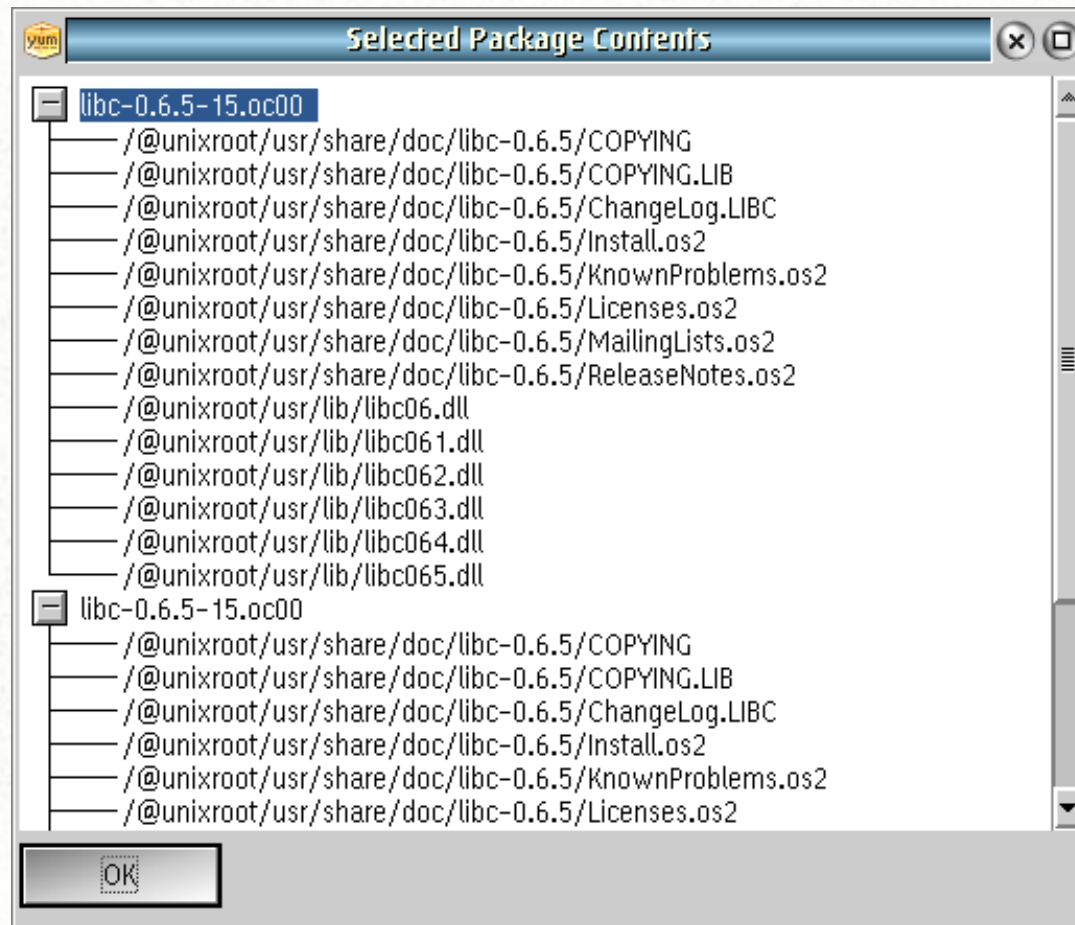 yum
Selected Package Contents
libc-0.6.5-15.oc00
/@unixroot/usr/share/doc/libc-0.6.5/COPYING
/@unixroot/usr/share/doc/libc-0.6.5/COPYING.LIB
/@unixroot/usr/share/doc/libc-0.6.5/ChangeLog.LIBC
/@unixroot/usr/share/doc/libc-0.6.5/Install.os2
/@unixroot/usr/share/doc/libc-0.6.5/KnownProblems.os2
/@unixroot/usr/share/doc/libc-0.6.5/Licenses.os2
/@unixroot/usr/share/doc/libc-0.6.5/MailingLists.os2
/@unixroot/usr/share/doc/libc-0.6.5/ReleaseNotes.os2
/@unixroot/usr/lib/libc06.dll
/@unixroot/usr/lib/libc061.dll
/@unixroot/usr/lib/libc062.dll
/@unixroot/usr/lib/libc063.dll
/@unixroot/usr/lib/libc064.dll
/@unixroot/usr/lib/libc065.dll
libc-0.6.5-15.oc00
/@unixroot/usr/share/doc/libc-0.6.5/COPYING
/@unixroot/usr/share/doc/libc-0.6.5/COPYING.LIB
/@unixroot/usr/share/doc/libc-0.6.5/ChangeLog.LIBC
/@unixroot/usr/share/doc/libc-0.6.5/Install.os2
/@unixroot/usr/share/doc/libc-0.6.5/KnownProblems.os2
/@unixroot/usr/share/doc/libc-0.6.5/Licenses.os2
OK